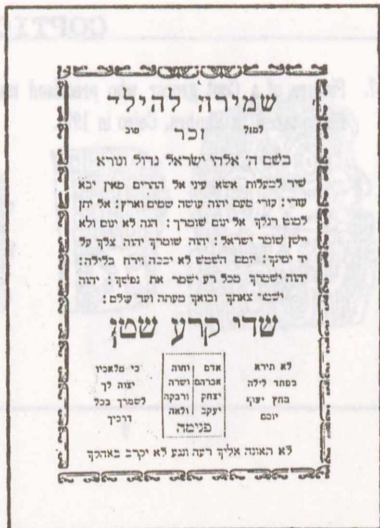 שמירה להילד
למזל זכר טוב
בשם ה׳ אלהי ישראל גדול ונורא
שיר למעלות אשא עיני אל ההרים מאין יבא
עזרי: עזרי מעם יהוה עושה שמים וארץ: אל יתן
למוט רגלך אל ינום שומרך: הנה לא ינום ולא
יישן שומר ישראל: יהוה שומרך יהוה צלך על
יד ימינך: יומם השמש לא יככה וירח בלילה:
יהוה ישמרך מכל רע ישמר את נפשך: יהוה
ישמר צאתך ובואך מעתה ועד עולם:
שדי קרע שטן
לא תירא
מפחד לילה
מחץ יעוף
יומם
אדם וחוה
אברהם ושרה
יצחק ורבקה
יעקב ולאה
פנימה
כי מלאכיו
יצוה לך
לשמרך בכל
דרכיך
לא תאונה אליך רעה ונגע לא יקרב באהלך